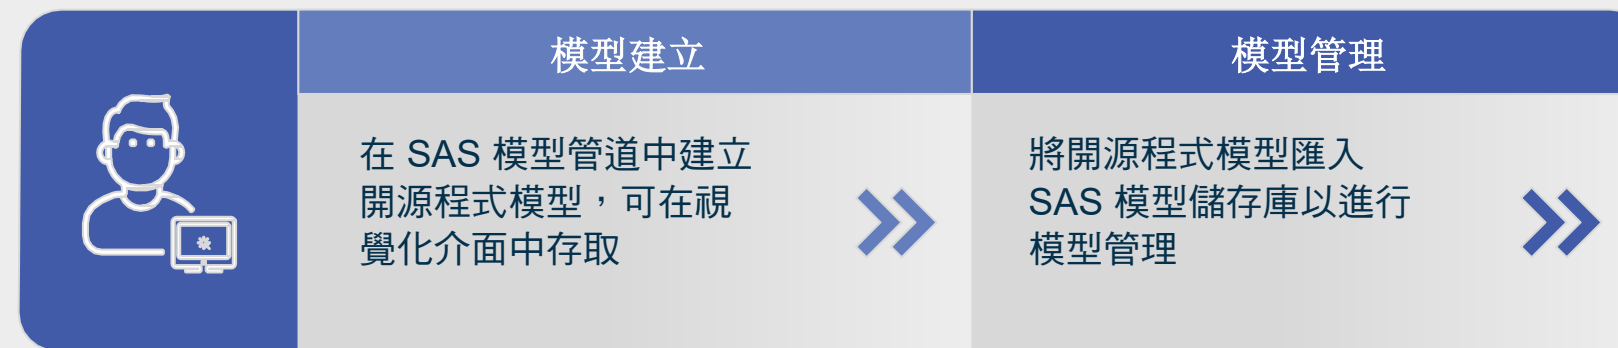 模型建立
在 SAS 模型管道中建立
開源程式模型，可在視
覺化介面中存取
模型管理
將開源程式模型匯入
SAS 模型儲存庫以進行
模型管理